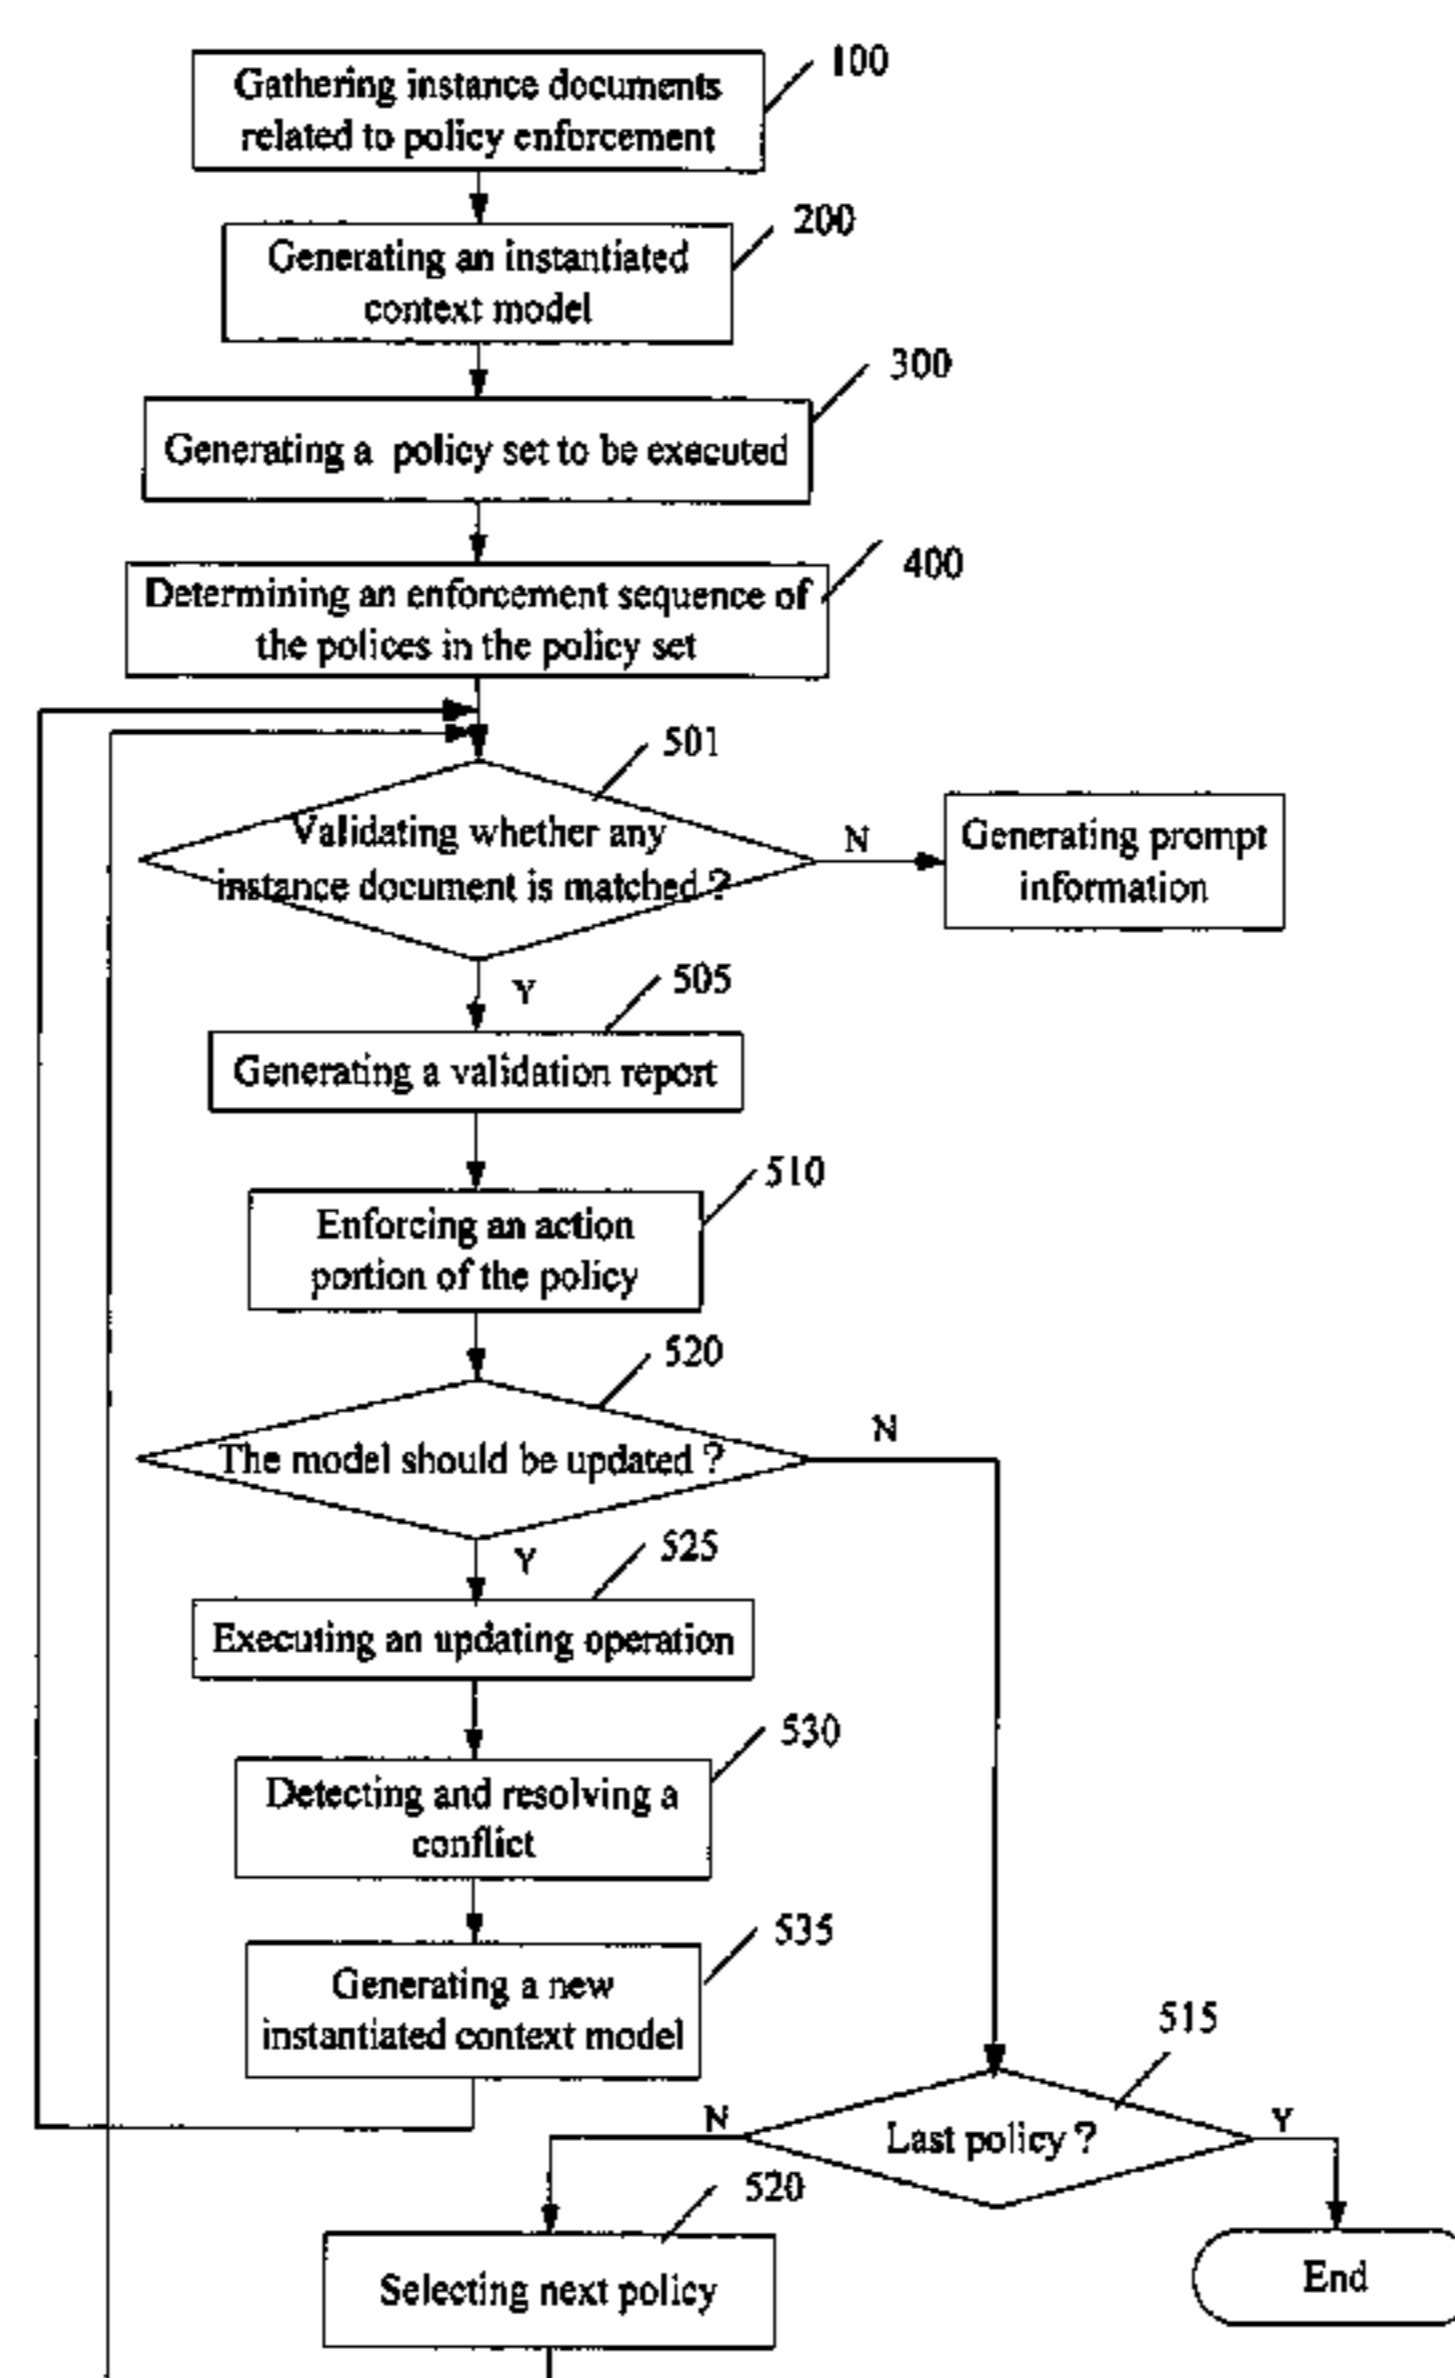 100
Gathering instance documents
related to policy enforcement
200
Generating an instantiated
context model
300
Generating a policy set to be executed
400
Determining an enforcement sequence of
the polices in the policy set
501
Validating whether any
instance document is matched ?
N
Generating prompt
information
Y
505
Generating a validation report
510
Enforcing an action
portion of the policy
520
The model should be updated ?
N
Y
525
Executing an updating operation
530
Detecting and resolving a
conflict
535
Generating a new
instantiated context model
515
Last policy ?
N
Y
520
Selecting next policy
End